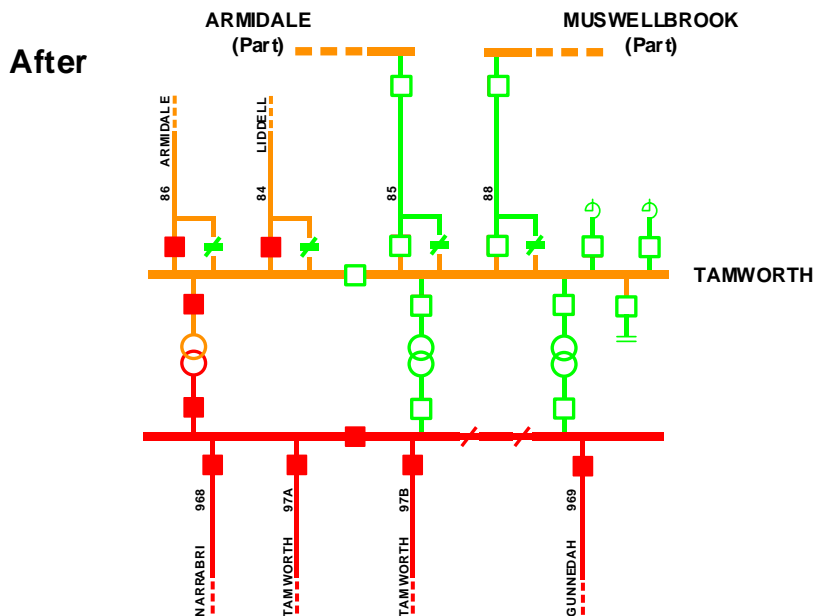 After
ARMIDALE
(Part)
MUSWELLBROOK
(Part)
86 ARMIDALE
84 LIDDELL
85
88
TAMWORTH
968 NARRABRI
97A TAMWORTH
97B TAMWORTH
969 GUNNEDAH